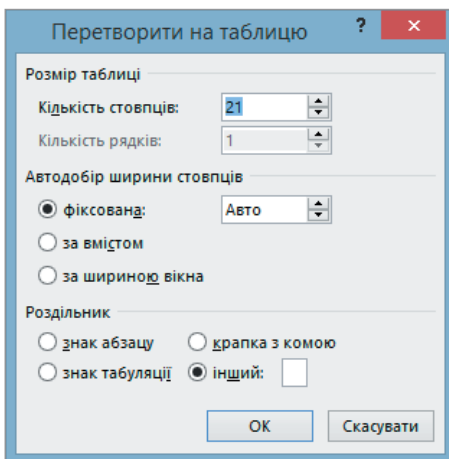 Перетворити на таблицю ?
Розмір таблиці
Кількість стовпців: 21
Кількість рядків: 1
Автодобір ширини стовпців
фіксована: Авто
за вмістом
за шириною вікна
Роздільник
знак абзацу крапка з комою
знак табуляції інший:
ОК Скасувати